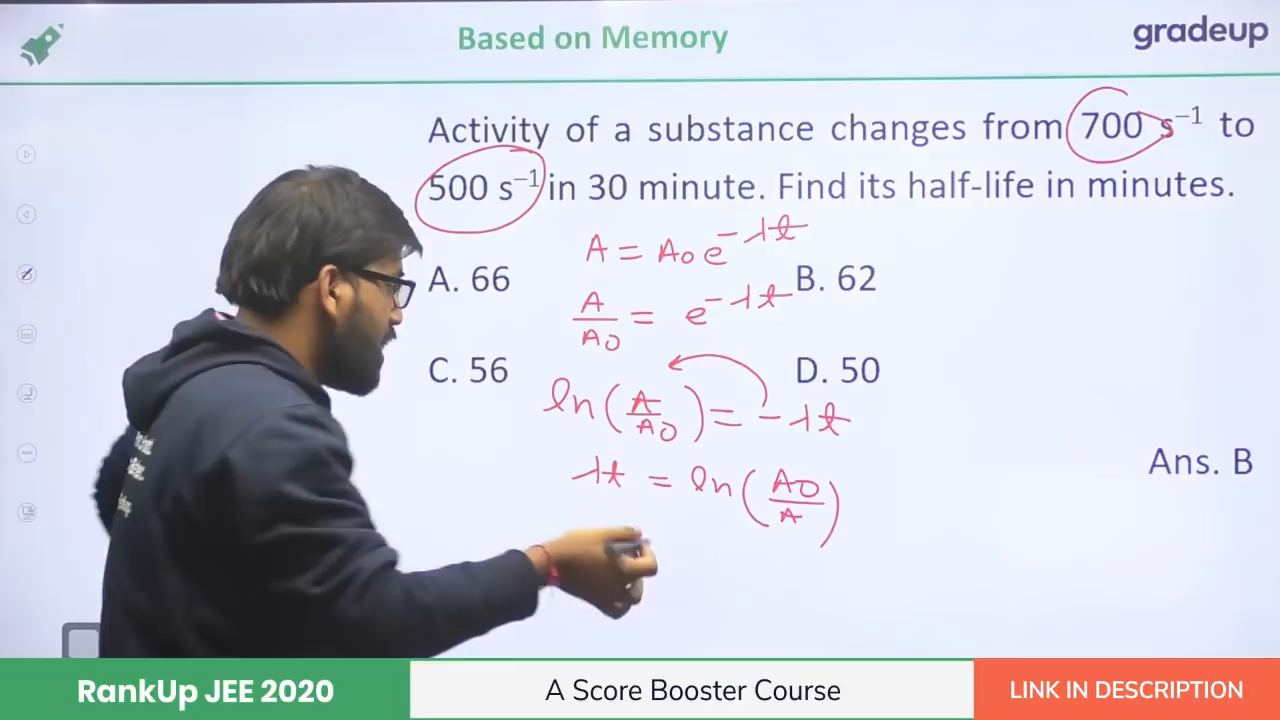 Based on Memory
gradeup
Activity of a substance changes from 700 s⁻¹ to
500 s⁻¹ in 30 minute. Find its half-life in minutes.
A = A₀ e^(-λt)
A. 66
B. 62
A/A₀ = e^(-λt)
C. 56
D. 50
ln(A/A₀) = -λt
Ans. B
λt = ln(A₀/A)
RankUp JEE 2020
A Score Booster Course
LINK IN DESCRIPTION